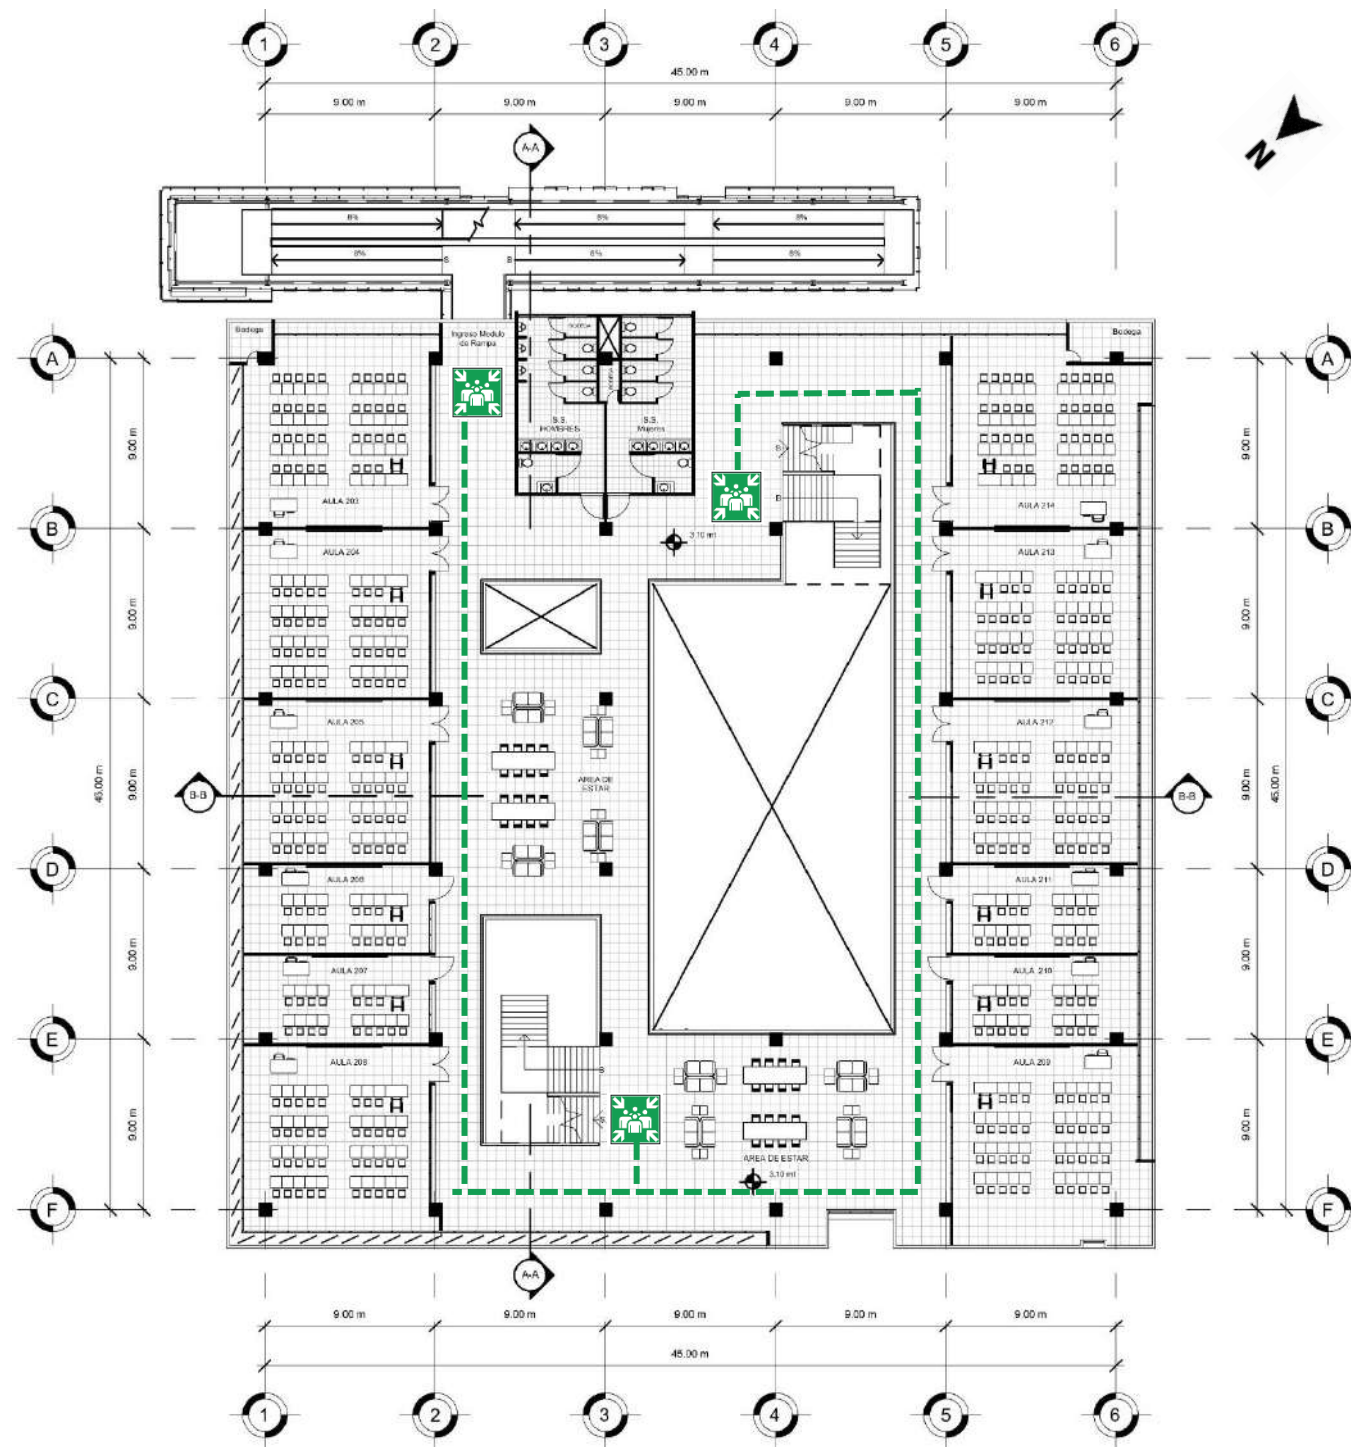 1 2 3 4 5 6
45.00 m
9.00 m 9.00 m 9.00 m 9.00 m 9.00 m
N
A-A
8% 8% 8%
8% S B 8% 8%
Bodega
Ingreso Modulo
de Rampa
Bodega
A A
S.S.
HOMBRES
S.S.
Mujeres
S
B
9.00 m 9.00 m
AULA 203 AULA 214
B B
3.10 mt
AULA 204 AULA 213
9.00 m 9.00 m
C C
AULA 205 AULA 212
45.00 m 9.00 m 9.00 m 45.00 m
AREA DE
ESTAR
B-B B-B
D D
AULA 206 AULA 211
9.00 m 9.00 m
AULA 207 AULA 210
E E
AULA 208 AULA 209
S
9.00 m 9.00 m
AREA DE ESTAR
3.10 mt
F F
A-A
9.00 m 9.00 m 9.00 m 9.00 m 9.00 m
45.00 m
1 2 3 4 5 6